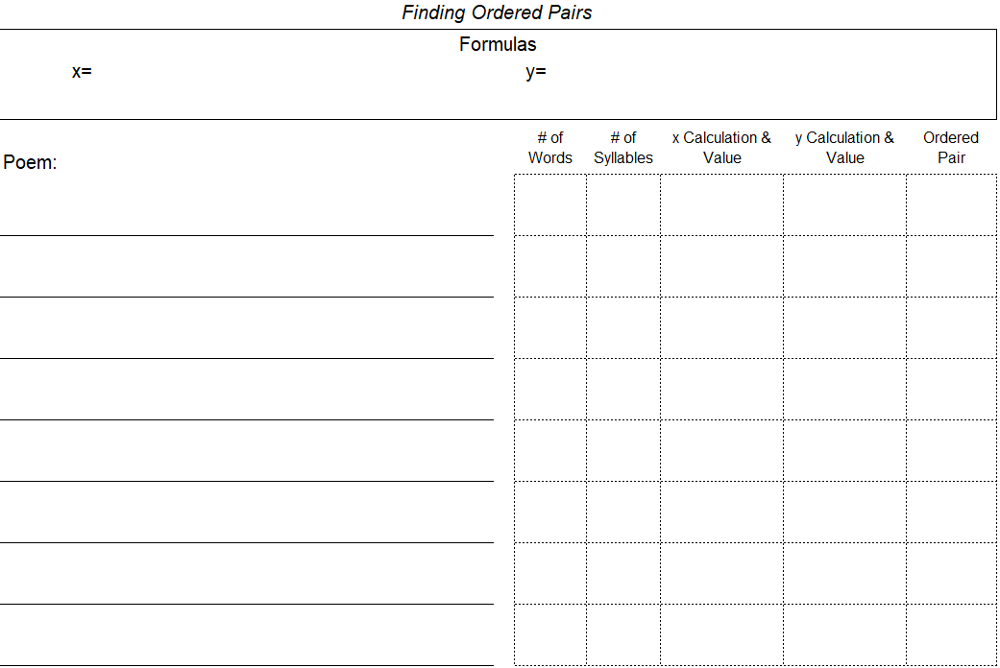 Finding Ordered Pairs
Formulas
x= y=
Poem:
# of Words
# of Syllables
x Calculation & Value
y Calculation & Value
Ordered Pair